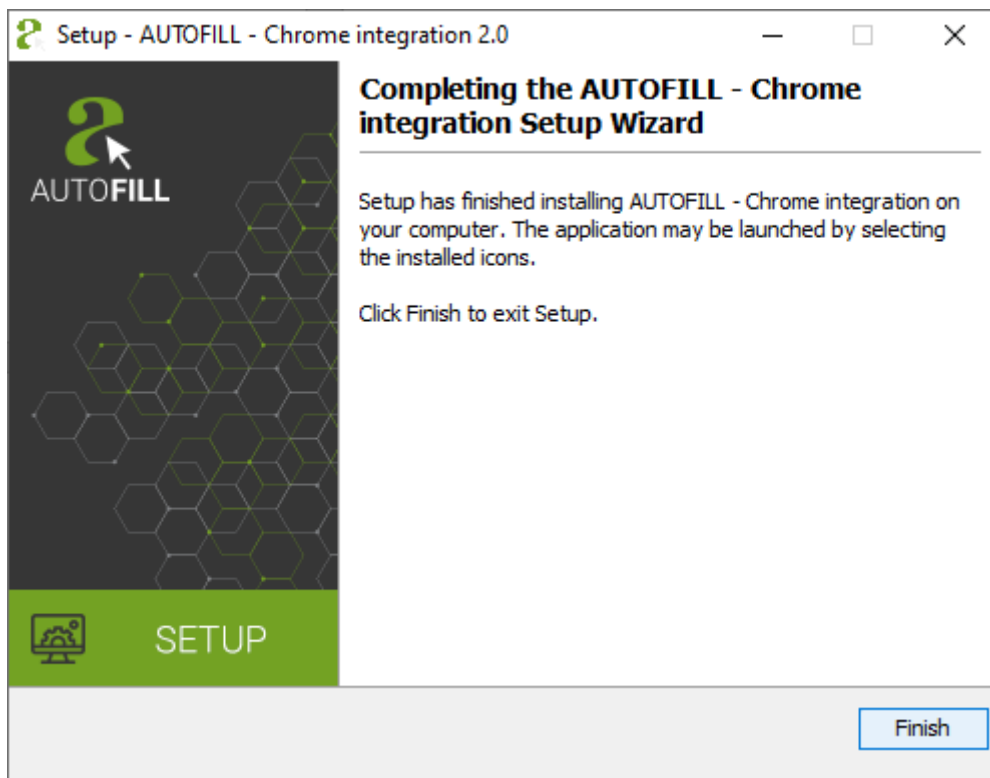 Setup - AUTOFILL - Chrome integration 2.0
AUTOFILL
Completing the AUTOFILL - Chrome
integration Setup Wizard
Setup has finished installing AUTOFILL - Chrome integration on
your computer. The application may be launched by selecting
the installed icons.
Click Finish to exit Setup.
SETUP
Finish